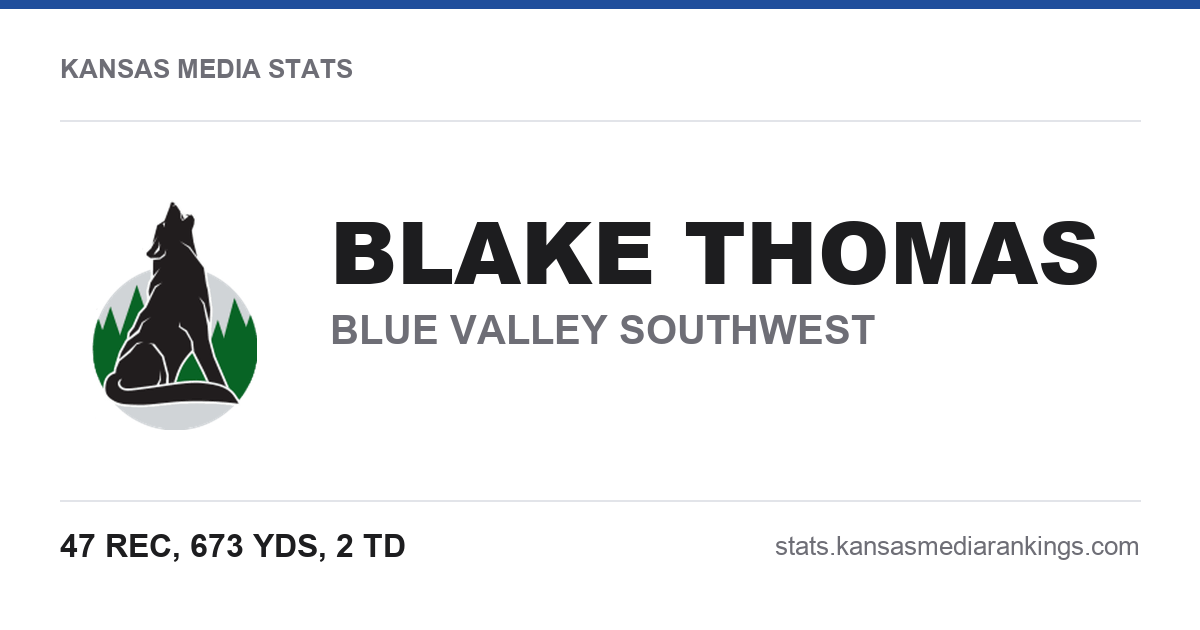 KANSAS MEDIA STATS
BLAKE THOMAS
BLUE VALLEY SOUTHWEST
47 REC, 673 YDS, 2 TD
stats.kansasmediarankings.com